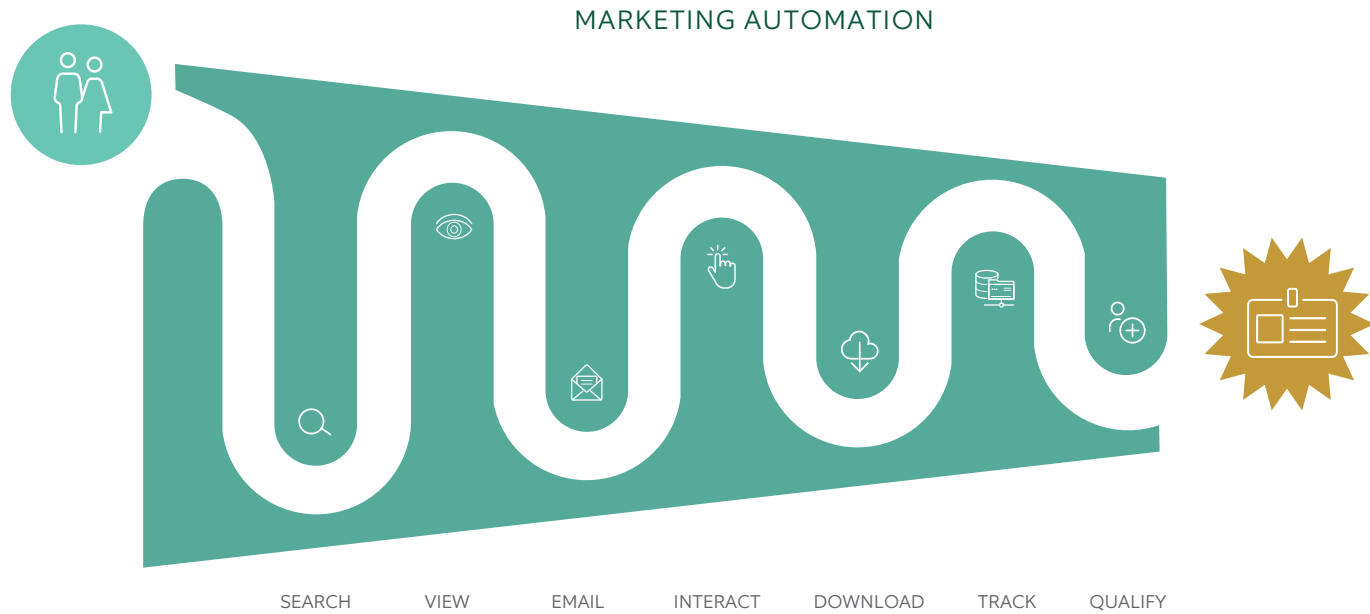 MARKETING AUTOMATION
SEARCH VIEW EMAIL INTERACT DOWNLOAD TRACK QUALIFY